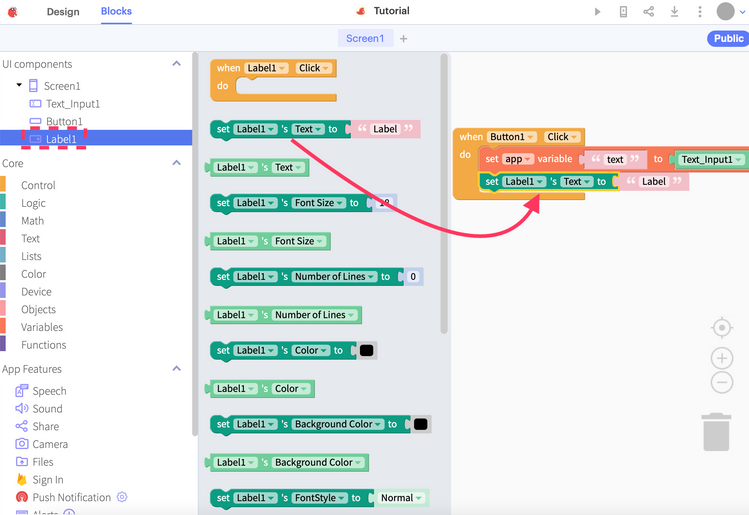 Design
Blocks
Tutorial
Screen1
Public
UI components
Screen1
Text_Input1
Button1
Label1
Core
Control
Logic
Math
Text
Lists
Color
Device
Objects
Variables
Functions
App Features
Speech
Sound
Share
Camera
Files
Sign In
Push Notification
when Label1 Click
do
set Label1 's Text to “ Label ”
Label1 's Text
set Label1 's Font Size to 18
Label1 's Font Size
set Label1 's Number of Lines to 0
Label1 's Number of Lines
set Label1 's Color to
Label1 's Color
set Label1 's Background Color to
Label1 's Background Color
set Label1 's FontStyle to Normal
when Button1 Click
do
set app variable “ text ” to Text_Input1
set Label1 's Text to “ Label ”